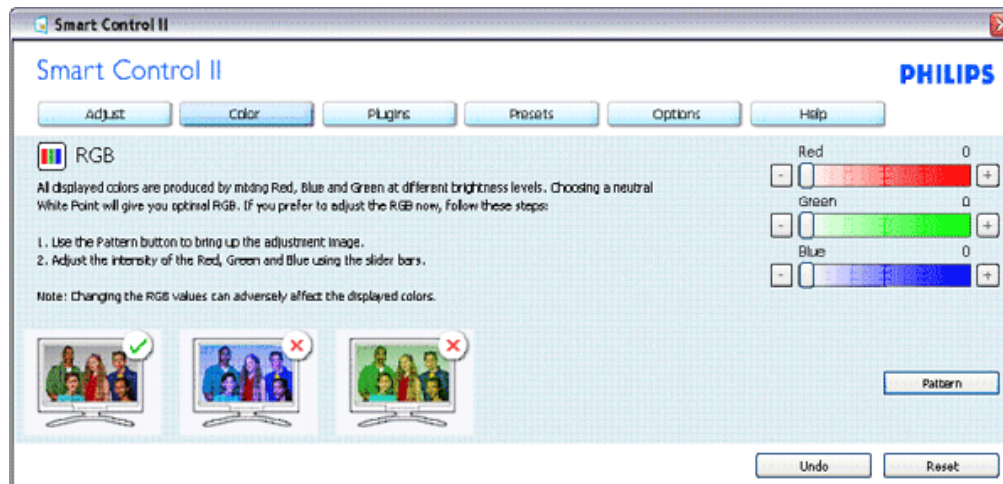 Smart Control II
Smart Control II
PHILIPS
Adjust Color Plugins Presets Options Help
RGB
All displayed colors are produced by mixing Red, Blue and Green at different brightness levels. Choosing a neutral
White Point will give you optimal RGB. If you prefer to adjust the RGB now, follow these steps:
1. Use the Pattern button to bring up the adjustment image.
2. Adjust the intensity of the Red, Green and Blue using the slider bars.
Note: Changing the RGB values can adversely affect the displayed colors.
Red 0
- +
Green 0
- +
Blue 0
- +
Pattern
Undo Reset